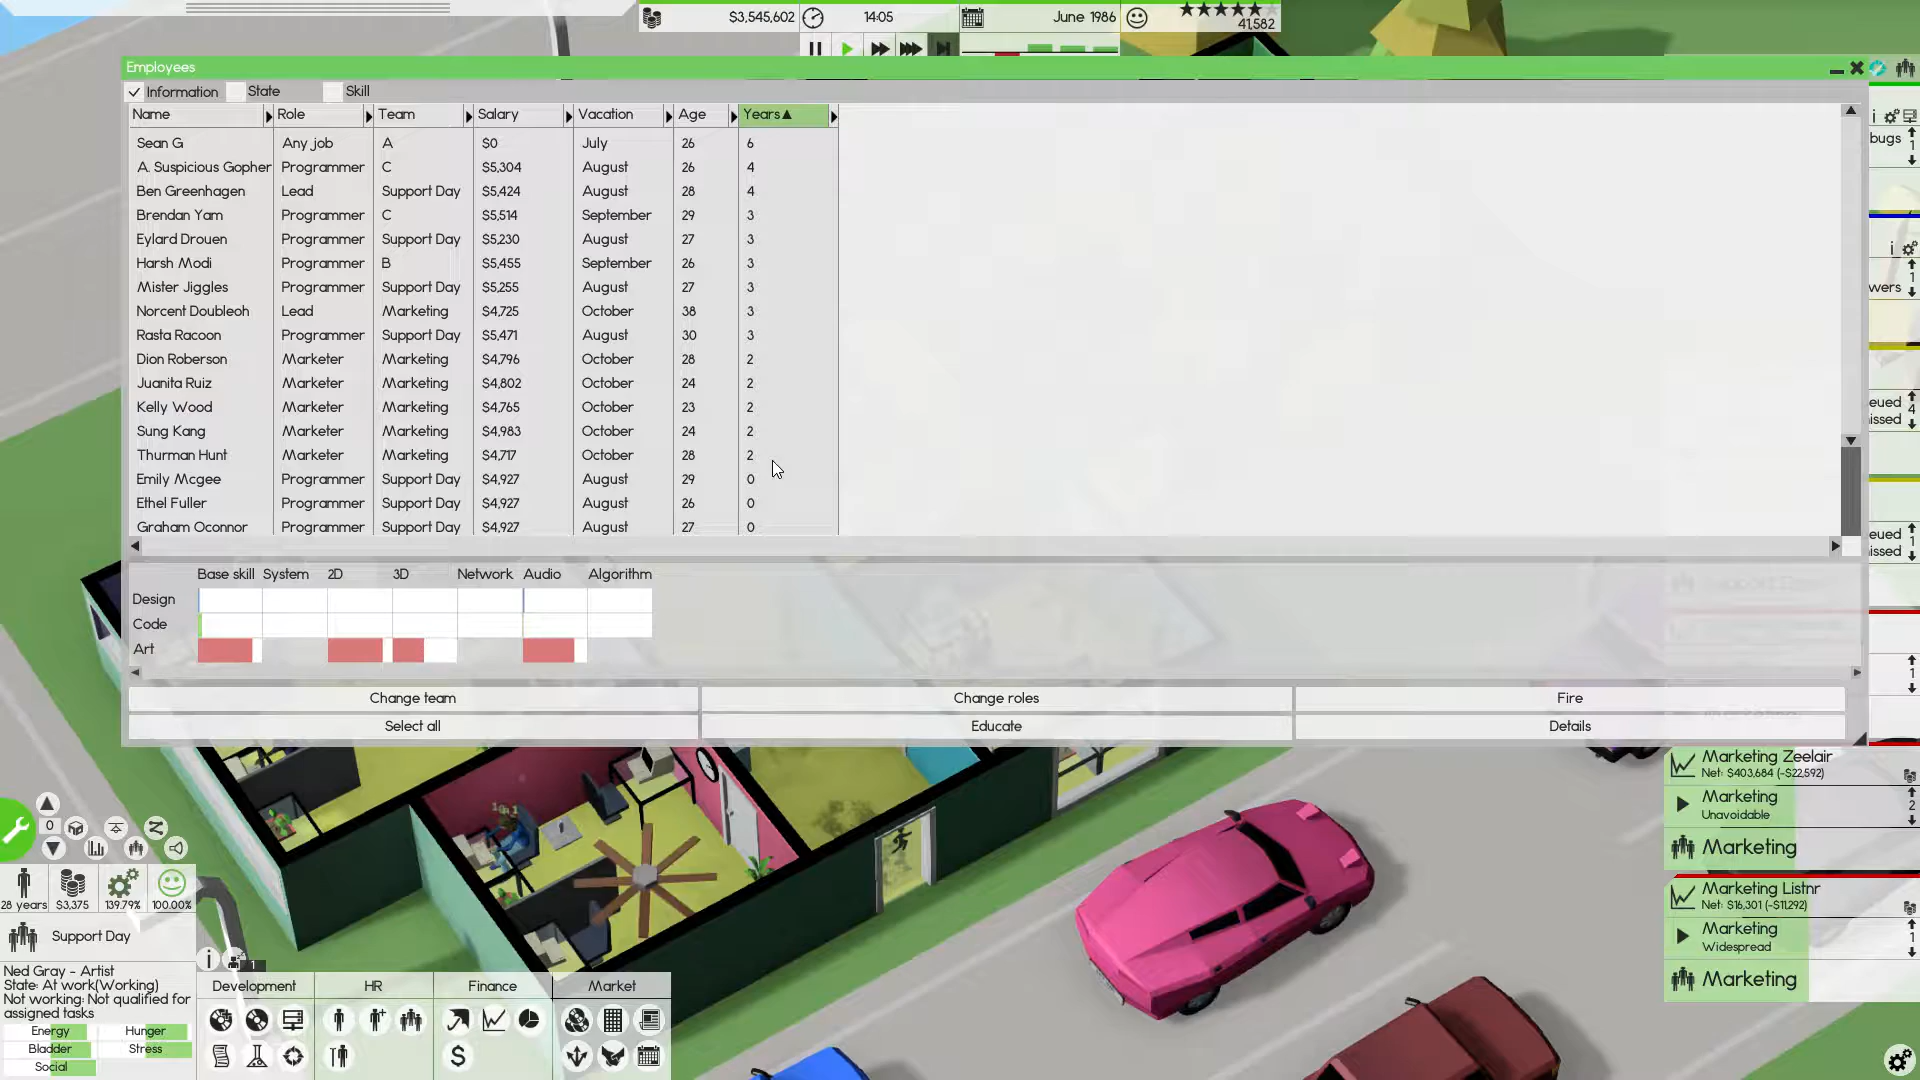 $3,545,602
14:05
June 1986
41,582
Employees
Information State Skill
Name Role Team Salary Vacation Age Years
Sean G Any job A $0 July 26 6
A. Suspicious Gopher Programmer C $5,304 August 26 4
Ben Greenhagen Lead Support Day $5,424 August 28 4
Brendan Yam Programmer C $5,514 September 29 3
Eylard Drouen Programmer Support Day $5,230 August 27 3
Harsh Modi Programmer B $5,455 September 26 3
Mister Jiggles Programmer Support Day $5,255 August 27 3
Norcent Doubleoh Lead Marketing $4,725 October 38 3
Rasta Racoon Programmer Support Day $5,471 August 30 3
Dion Roberson Marketer Marketing $4,796 October 28 2
Juanita Ruiz Marketer Marketing $4,802 October 24 2
Kelly Wood Marketer Marketing $4,765 October 23 2
Sung Kang Marketer Marketing $4,983 October 24 2
Thurman Hunt Marketer Marketing $4,717 October 28 2
Emily Mcgee Programmer Support Day $4,927 August 29 0
Ethel Fuller Programmer Support Day $4,927 August 26 0
Graham Oconnor Programmer Support Day $4,927 August 27 0
Base skill System 2D 3D Network Audio Algorithm
Design
Code
Art
Change team Change roles Fire
Select all Educate Details
bugs
1
1
wers
eued 4
issed
eued 1
issed
1
Marketing Zeelair
Net: $403,684 (-$22,592)
Marketing 2
Unavoidable
Marketing
Marketing Listnr
Net: $16,301 (-$11,292)
Marketing 1
Widespread
Marketing
0
28 years $3,375 139.79% 100.00%
Support Day
1
Ned Gray - Artist
State: At work(Working)
Not working: Not qualified for
assigned tasks
Energy Hunger
Bladder Stress
Social
Development HR Finance Market